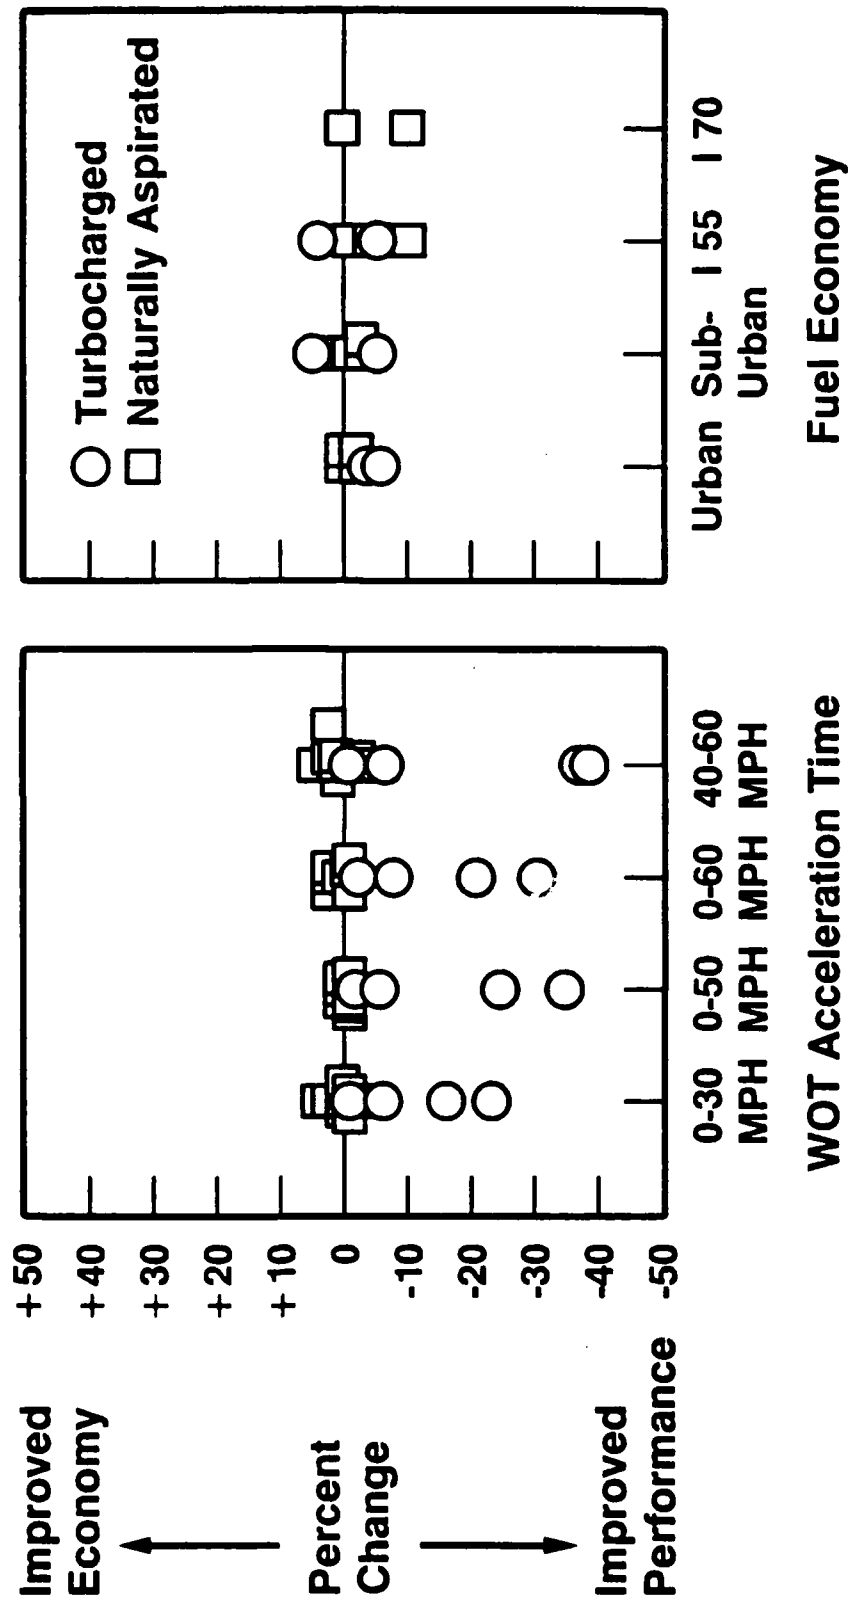 Improved
Economy
Percent
Change
Improved
Performance
+50
+40
+30
+20
+10
0
-10
-20
-30
-40
-50
0-30
MPH
0-50
MPH
0-60
MPH
40-60
MPH
WOT Acceleration Time
Turbocharged
Naturally Aspirated
Urban
Sub-
Urban
I 55
I 70
Fuel Economy